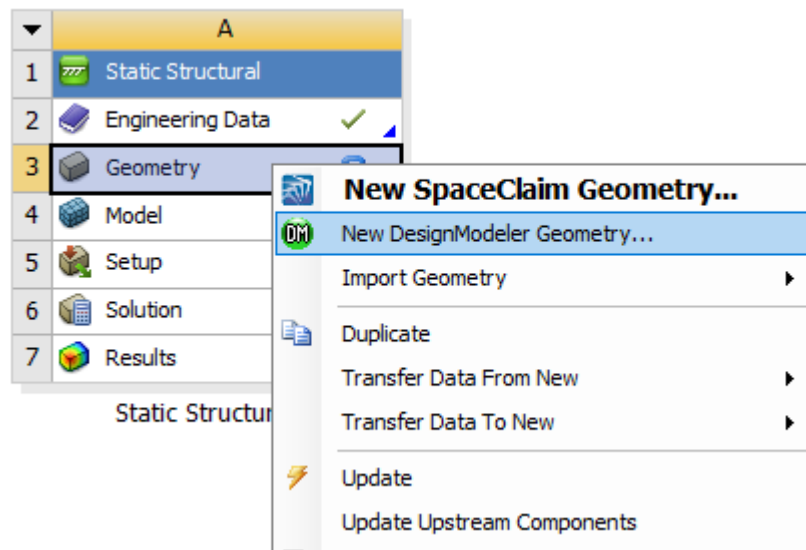 A
1 Static Structural
2 Engineering Data
3 Geometry
4 Model
5 Setup
6 Solution
7 Results
Static Structur
New SpaceClaim Geometry...
DM New DesignModeler Geometry...
Import Geometry
Duplicate
Transfer Data From New
Transfer Data To New
Update
Update Upstream Components